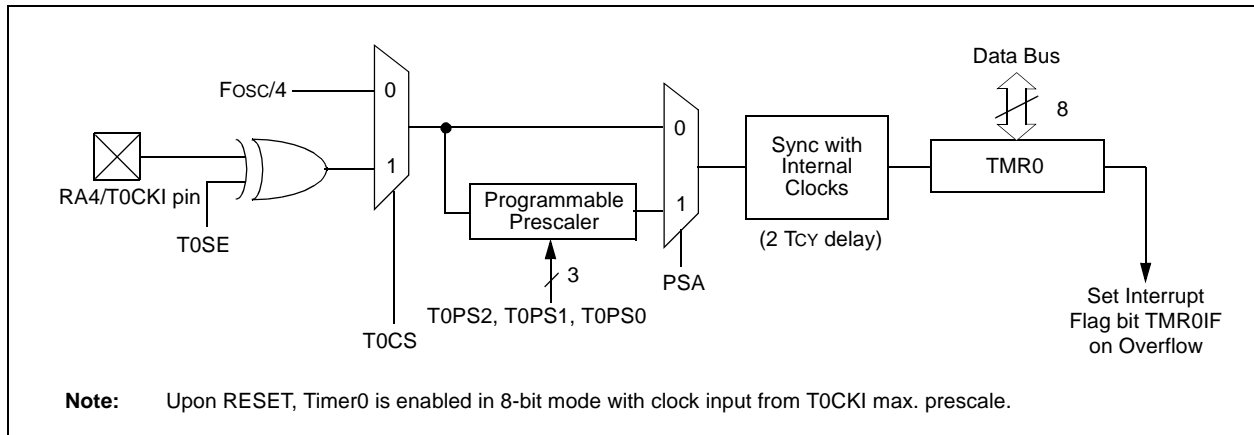 Data Bus
8
FOSC/4
0
1
RA4/T0CKI pin
T0SE
T0CS
Programmable
Prescaler
3
T0PS2, T0PS1, T0PS0
0
1
PSA
Sync with
Internal
Clocks
(2 TCY delay)
TMR0
Set Interrupt
Flag bit TMR0IF
on Overflow
Note: Upon RESET, Timer0 is enabled in 8-bit mode with clock input from T0CKI max. prescale.